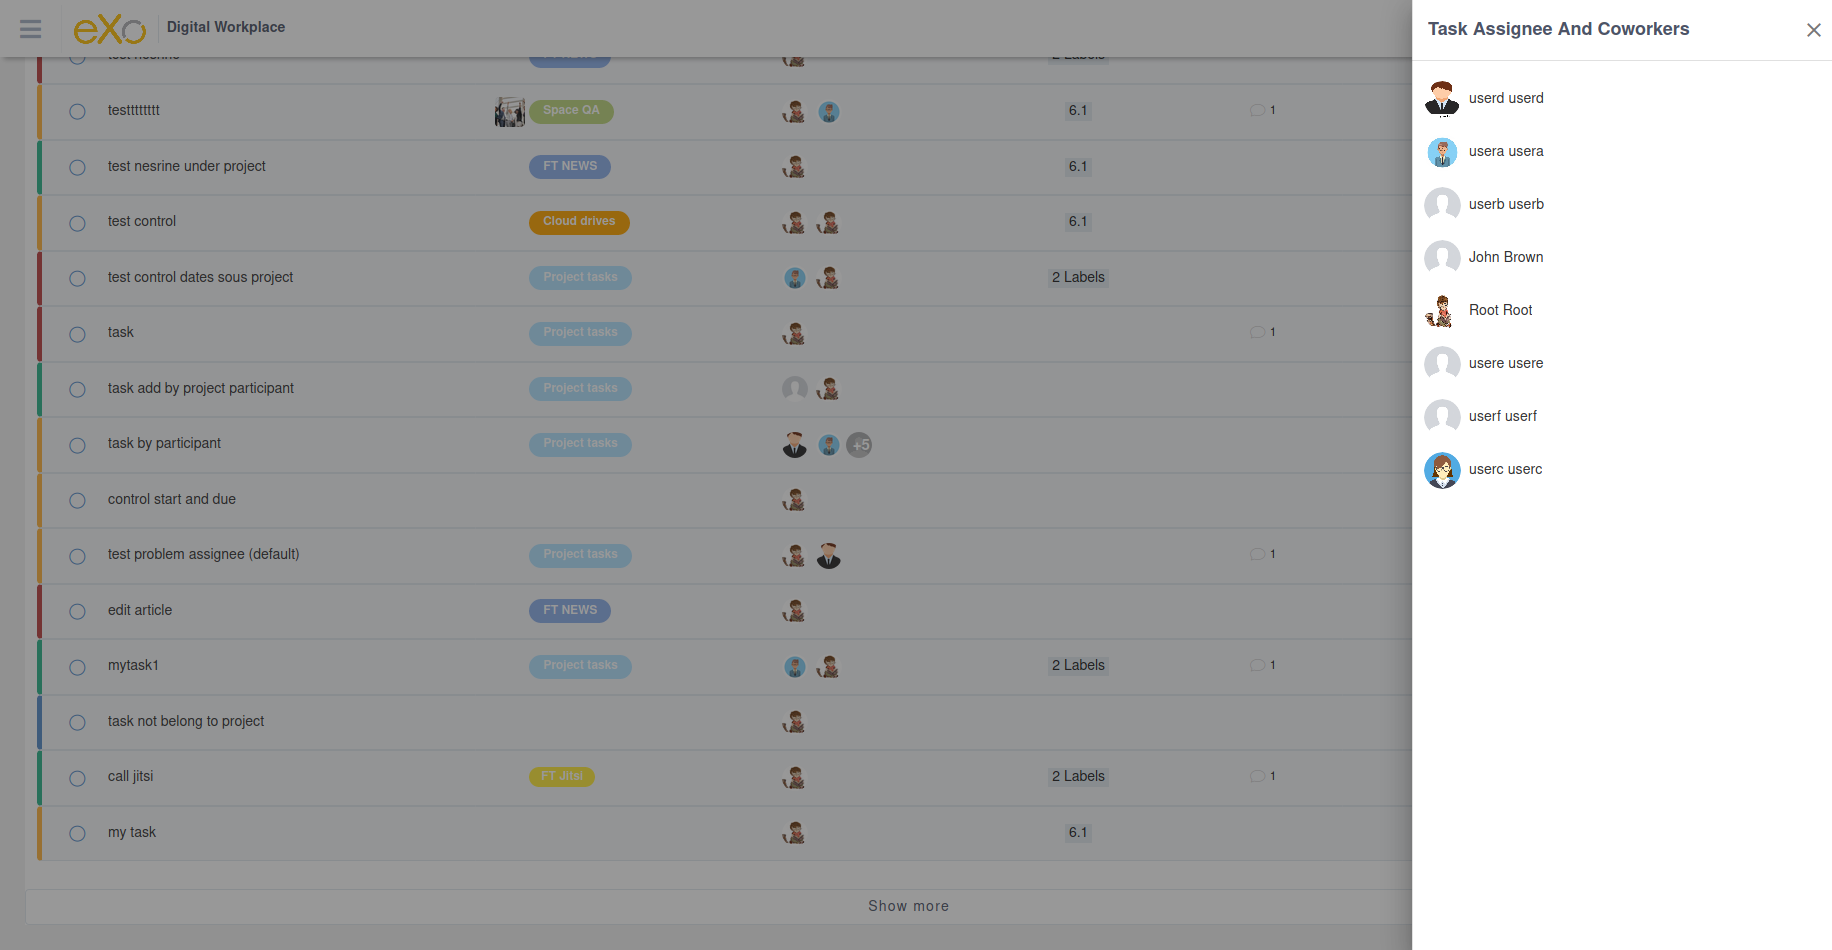 eXo
Digital Workplace
Task Assignee And Coworkers
test nesrine
2 Labels
testttttttt
Space QA
6.1
1
test nesrine under project
FT NEWS
6.1
test control
Cloud drives
6.1
test control dates sous project
Project tasks
2 Labels
task
Project tasks
1
task add by project participant
Project tasks
task by participant
Project tasks
+5
control start and due
test problem assignee (default)
Project tasks
1
edit article
FT NEWS
mytask1
Project tasks
2 Labels
1
task not belong to project
call jitsi
FT Jitsi
2 Labels
1
my task
6.1
Show more
userd userd
usera usera
userb userb
John Brown
Root Root
usere usere
userf userf
userc userc